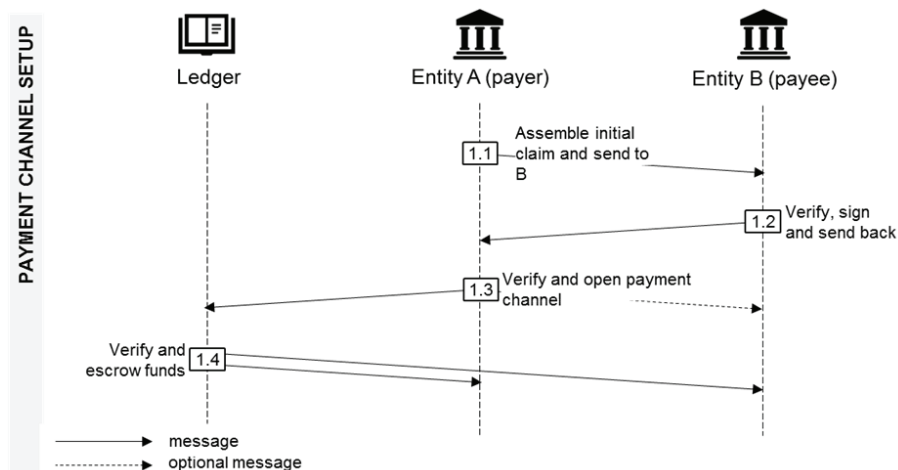 PAYMENT CHANNEL SETUP
Ledger
Entity A (payer)
Entity B (payee)
1.1
Assemble initial
claim and send to
B
1.2
Verify, sign
and send back
1.3
Verify and open payment
channel
Verify and
escrow funds
1.4
message
optional message